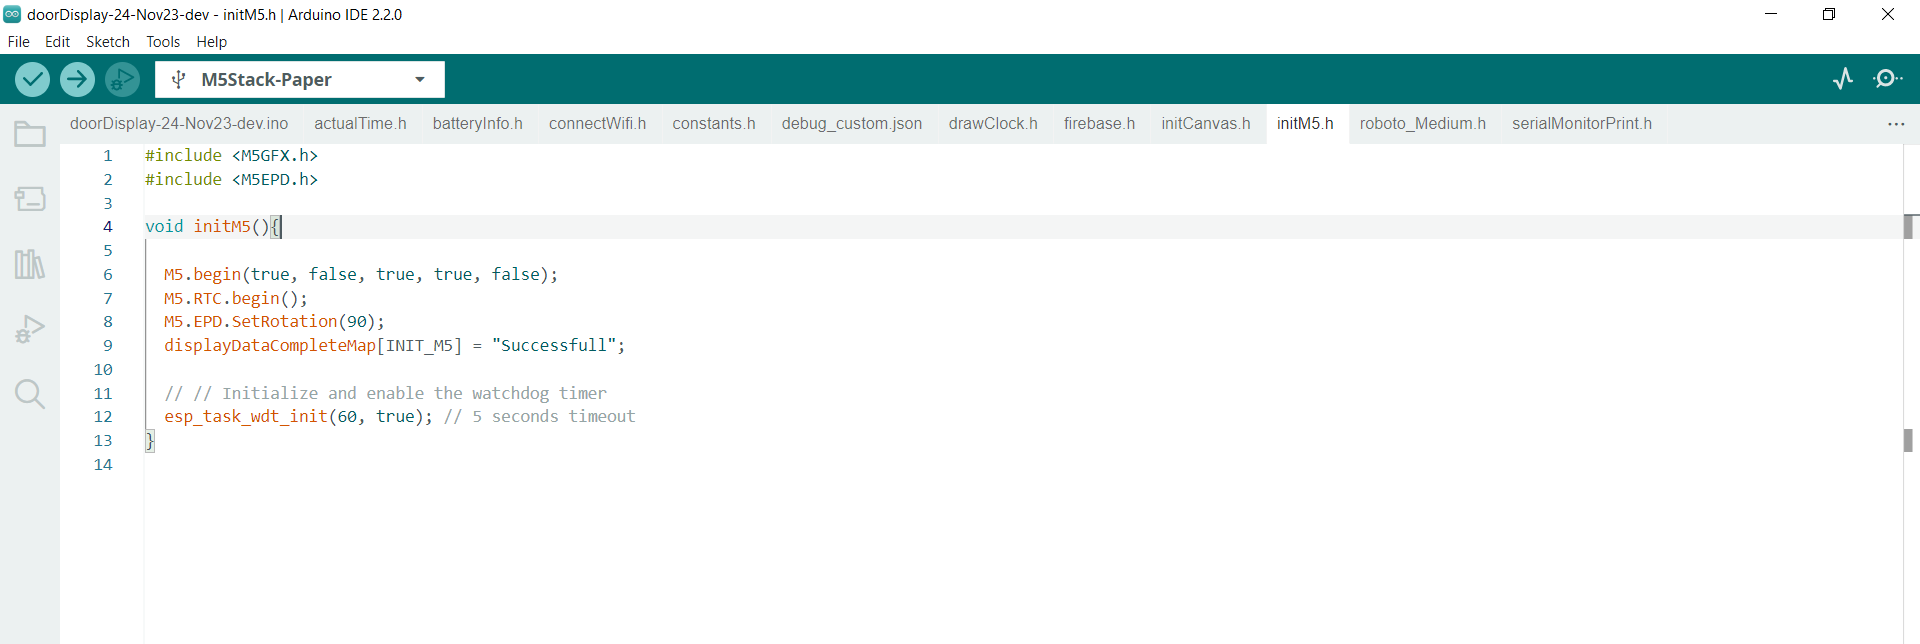 doorDisplay-24-Nov23-dev - initM5.h | Arduino IDE 2.2.0
File Edit Sketch Tools Help
M5Stack-Paper
doorDisplay-24-Nov23-dev.ino actualTime.h batteryInfo.h connectWifi.h constants.h debug_custom.json drawClock.h firebase.h initCanvas.h initM5.h roboto_Medium.h serialMonitorPrint.h ...
1 #include <M5GFX.h>
2 #include <M5EPD.h>
3
4 void initM5(){
5
6 M5.begin(true, false, true, true, false);
7 M5.RTC.begin();
8 M5.EPD.SetRotation(90);
9 displayDataCompleteMap[INIT_M5] = "Successfull";
10
11 // // Initialize and enable the watchdog timer
12 esp_task_wdt_init(60, true); // 5 seconds timeout
13 }
14